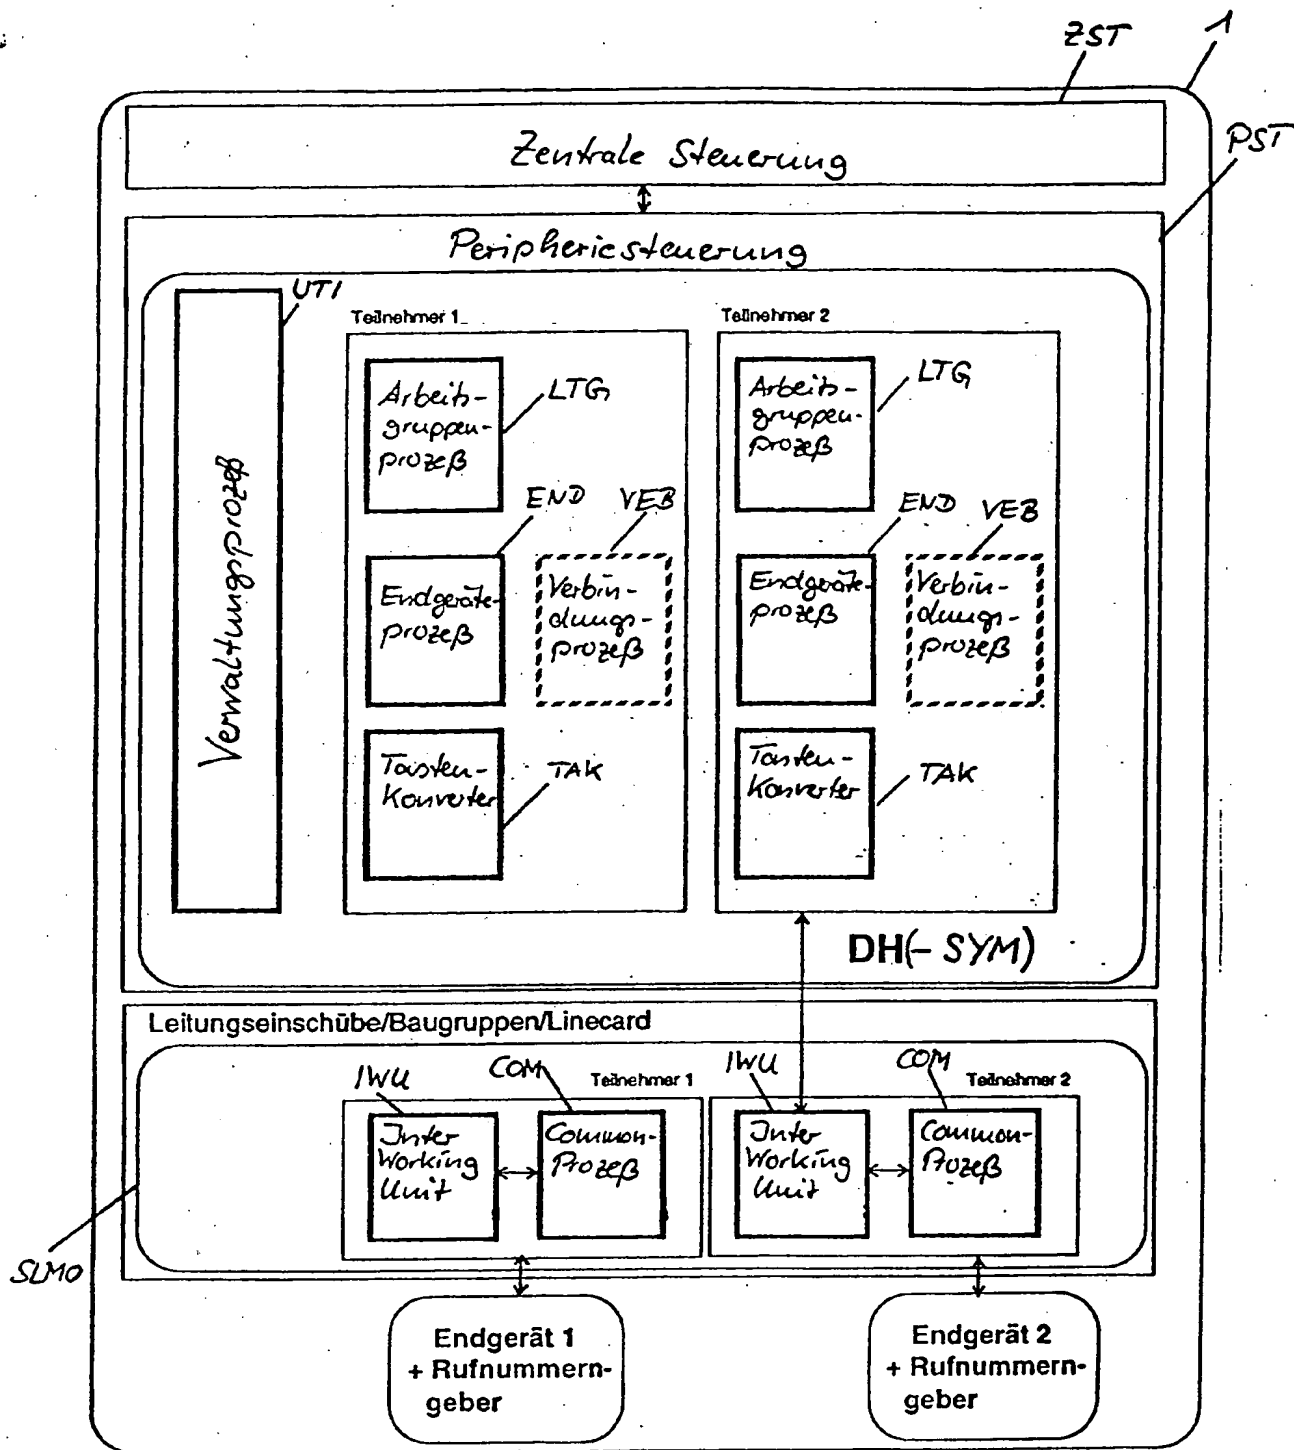 1
ZST
PST
Zentrale Steuerung
Peripheriesteuerung
UTI
Verwaltungsprozeß
Teilnehmer 1
Arbeits-
gruppen-
prozeß
LTG
END
VEB
Endgeräte-
prozeß
Verbin-
dungs-
prozeß
Tasten-
Konverter
TAK
Teilnehmer 2
Arbeits-
gruppen-
prozeß
LTG
END
VEB
Endgeräte-
prozeß
Verbin-
dungs-
prozeß
Tasten-
Konverter
TAK
DH(-SYM)
Leitungseinschübe/Baugruppen/Linecard
IWU
COM
Teilnehmer 1
Inter
Working
Unit
Common-
Prozeß
IWU
COM
Teilnehmer 2
Inter
Working
Unit
Common-
Prozeß
SLMO
Endgerät 1
+ Rufnummern-
geber
Endgerät 2
+ Rufnummern-
geber